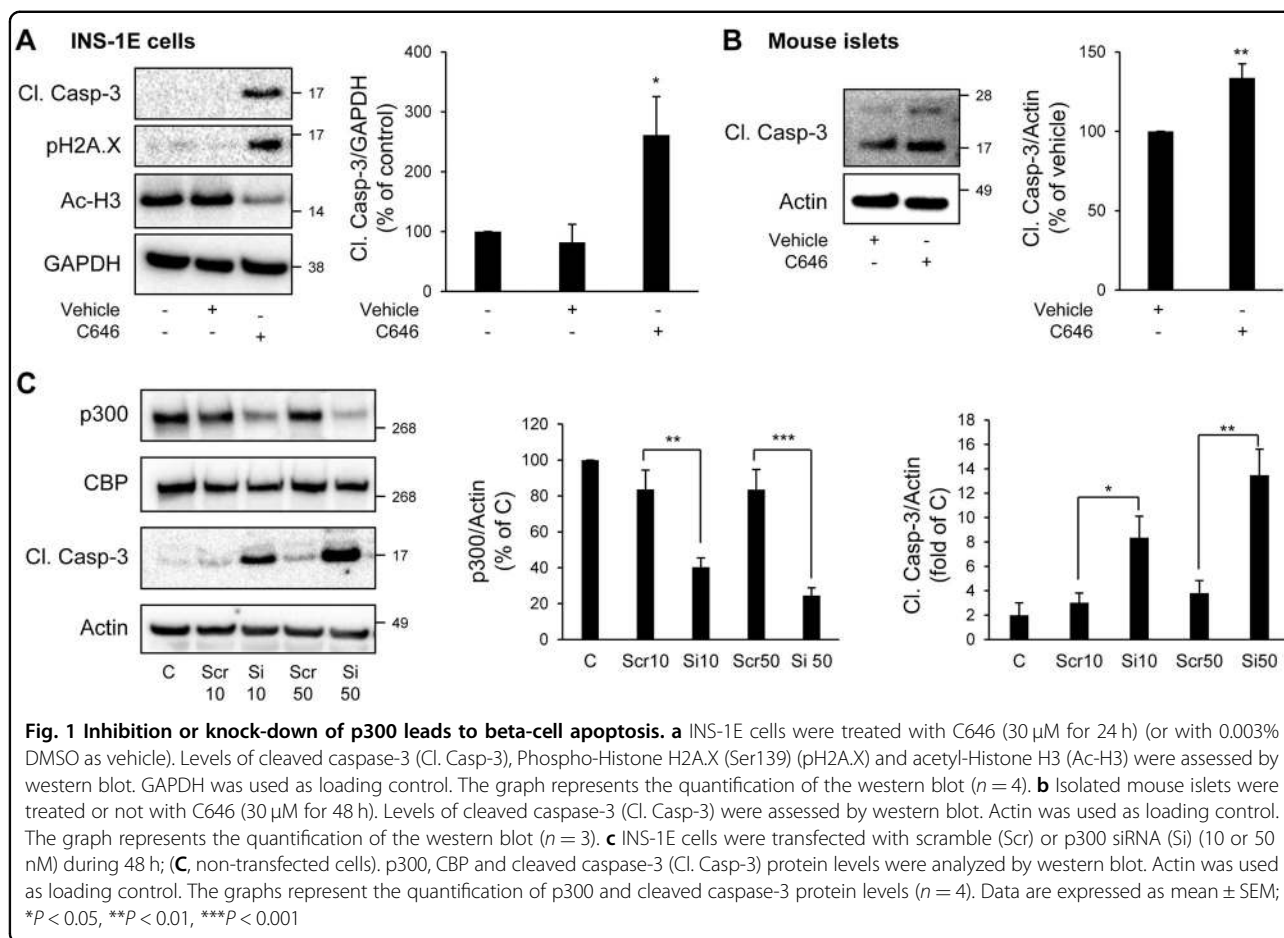 A INS-1E cells
Cl. Casp-3
17
pH2A.X
17
Ac-H3
14
GAPDH
38
Vehicle - + -
C646 - - +
Cl. Casp-3/GAPDH
(% of control)
400
300
200
100
0
*
Vehicle - + -
C646 - - +
B Mouse islets
Cl. Casp-3
28
17
Actin
49
Vehicle + -
C646 - +
Cl. Casp-3/Actin
(% of vehicle)
150
100
50
0
**
Vehicle + -
C646 - +
C
p300
268
CBP
268
Cl. Casp-3
17
Actin
49
C Scr Si Scr Si
10 10 50 50
p300/Actin
(% of C)
120
100
80
60
40
20
0
** ***
C Scr10 Si10 Scr50 Si 50
Cl. Casp-3/Actin
(fold of C)
18
16
14
12
10
8
6
4
2
0
* **
C Scr10 Si10 Scr50 Si50
Fig. 1 Inhibition or knock-down of p300 leads to beta-cell apoptosis. a INS-1E cells were treated with C646 (30 µM for 24 h) (or with 0.003%
DMSO as vehicle). Levels of cleaved caspase-3 (Cl. Casp-3), Phospho-Histone H2A.X (Ser139) (pH2A.X) and acetyl-Histone H3 (Ac-H3) were assessed by
western blot. GAPDH was used as loading control. The graph represents the quantification of the western blot (n = 4). b Isolated mouse islets were
treated or not with C646 (30 µM for 48 h). Levels of cleaved caspase-3 (Cl. Casp-3) were assessed by western blot. Actin was used as loading control.
The graph represents the quantification of the western blot (n = 3). c INS-1E cells were transfected with scramble (Scr) or p300 siRNA (Si) (10 or 50
nM) during 48 h; (C, non-transfected cells). p300, CBP and cleaved caspase-3 (Cl. Casp-3) protein levels were analyzed by western blot. Actin was used
as loading control. The graphs represent the quantification of p300 and cleaved caspase-3 protein levels (n = 4). Data are expressed as mean ± SEM;
*P < 0.05, **P < 0.01, ***P < 0.001